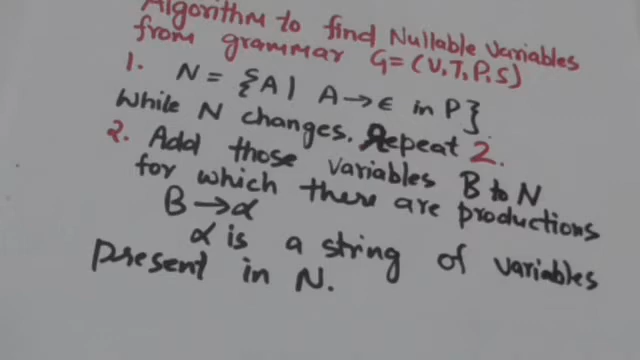 Algorithm to find Nullable Variables
from grammar G=(V,T,P,S)
1. N = {A| A→ϵ in P}
While N changes. Repeat 2.
2. Add those variables B to N
for which there are productions
B→α
α is a string of variables
present in N.